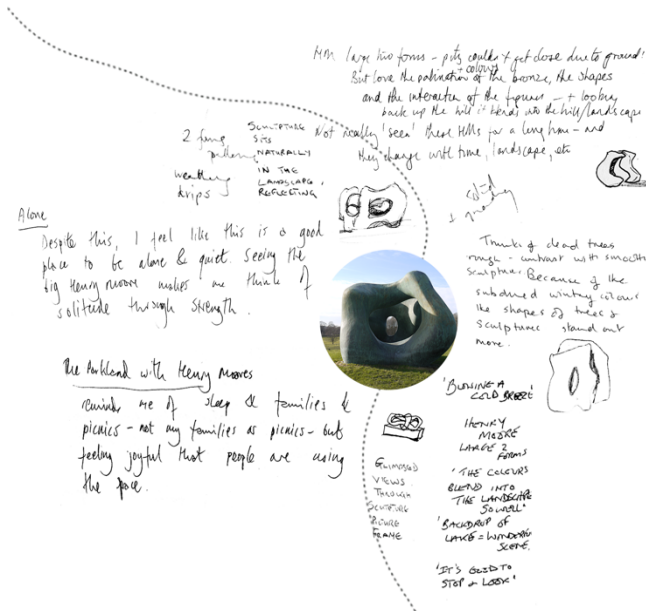 HM large two forms - pity couldn't get close due to ground!
But love the patination + colours of the bronze, the shapes
and the interaction of the figures - + looking
back up the hill it blends into the hill/landscape
Not really 'seen' these HMs for a long time - and
they change with time, landscape, etc
2 forms
patterns
weathering
drips
SCULPTURE
SITS
NATURALLY
IN THE
LANDSCAPE,
REFLECTING
Alone
Despite this, I feel like this is a good
place to be alone & quiet. Seeing the
big Henry Moore makes me think of
solitude through strength.
Trunks of dead trees
rough - contrast with smooth
sculpture. Because of the
subdued wintry colour
the shapes of trees &
sculptures stand out
more.
The Parkland with Henry Moores
reminds me of sleep & families &
picnics - not my families as picnics - but
feeling joyful that people are using
the place.
'BLOWING A
COLD BREEZE'
HENRY
MOORE
LARGE 2
FORMS
'THE COLOURS
BLEND INTO
THE LANDSCAPE
SO WELL'
'BACKDROP OF
LAKE = WONDERFUL
SCENE.
'IT'S GOOD TO
STOP & LOOK'
GLIMPSED
VIEWS
THROUGH
SCULPTURE
PICTURE
FRAME